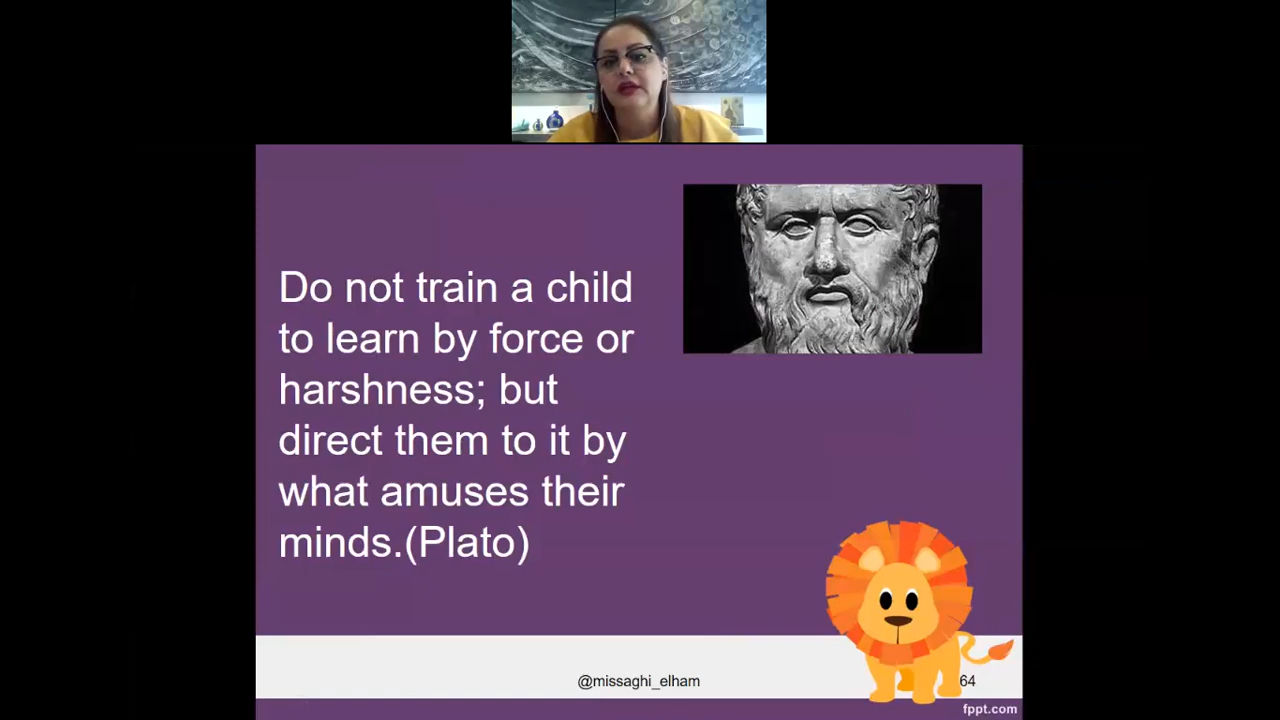 Do not train a child
to learn by force or
harshness; but
direct them to it by
what amuses their
minds.(Plato)
@missaghi_elham
64
fppt.com